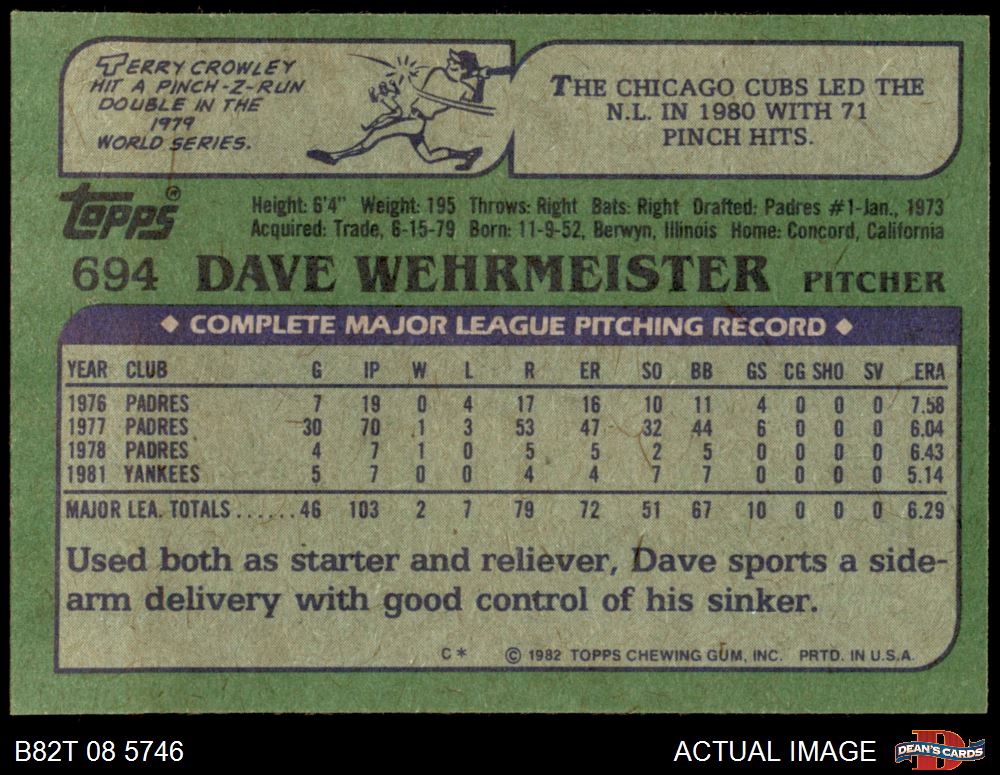 TERRY CROWLEY
HIT A PINCH-2-RUN
DOUBLE IN THE
1979
WORLD SERIES.
THE CHICAGO CUBS LED THE
N.L. IN 1980 WITH 71
PINCH HITS.
Topps®
Height: 6'4" Weight: 195 Throws: Right Bats: Right Drafted: Padres #1-Jan., 1973
Acquired: Trade, 6-15-79 Born: 11-9-52, Berwyn, Illinois Home: Concord, California
694 DAVE WEHRMEISTER PITCHER
◆ COMPLETE MAJOR LEAGUE PITCHING RECORD ◆
YEAR CLUB G IP W L R ER SO BB GS CG SHO SV ERA
1976 PADRES 7 19 0 4 17 16 10 11 4 0 0 0 7.58
1977 PADRES 30 70 1 3 53 47 32 44 6 0 0 0 6.04
1978 PADRES 4 7 1 0 5 5 2 5 0 0 0 0 6.43
1981 YANKEES 5 7 0 0 4 4 7 7 0 0 0 0 5.14
MAJOR LEA. TOTALS......46 103 2 7 79 72 51 67 10 0 0 0 6.29
Used both as starter and reliever, Dave sports a side-
arm delivery with good control of his sinker.
C* © 1982 TOPPS CHEWING GUM, INC. PRTD. IN U.S.A.
B82T 08 5746
ACTUAL IMAGE
DEAN'S CARDS